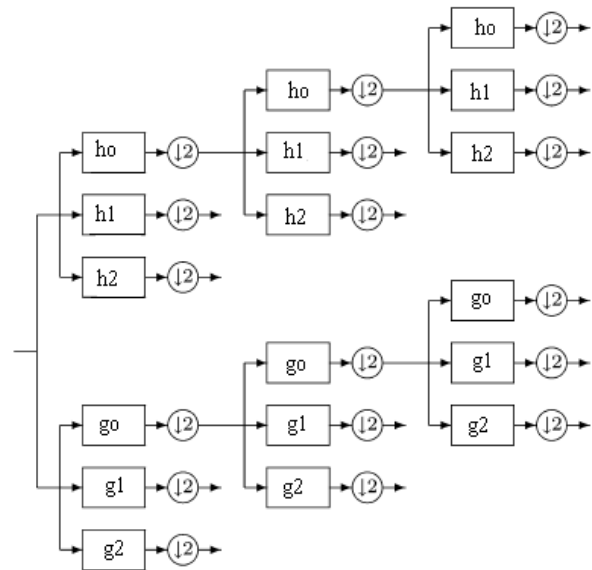 ho ↓2
ho ↓2 h1 ↓2
ho ↓2 h1 ↓2 h2 ↓2
h1 ↓2 h2 ↓2
h2 ↓2
go ↓2
go ↓2 g1 ↓2
go ↓2 g1 ↓2 g2 ↓2
g1 ↓2 g2 ↓2
g2 ↓2